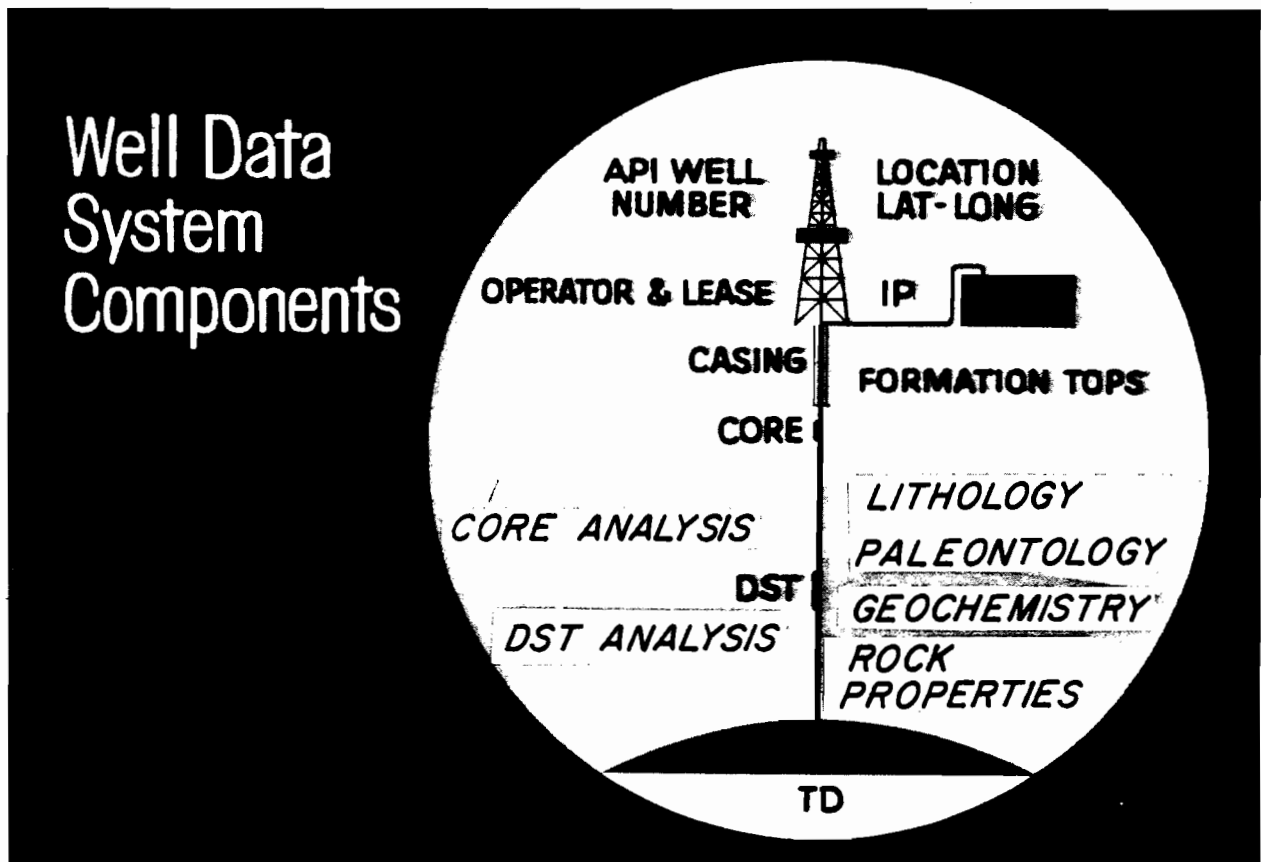 Well Data
System
Components
API WELL
NUMBER
LOCATION
LAT-LONG
OPERATOR & LEASE
IP
CASING
FORMATION TOPS
CORE
LITHOLOGY
CORE ANALYSIS
PALEONTOLOGY
DST
GEOCHEMISTRY
DST ANALYSIS
ROCK
PROPERTIES
TD